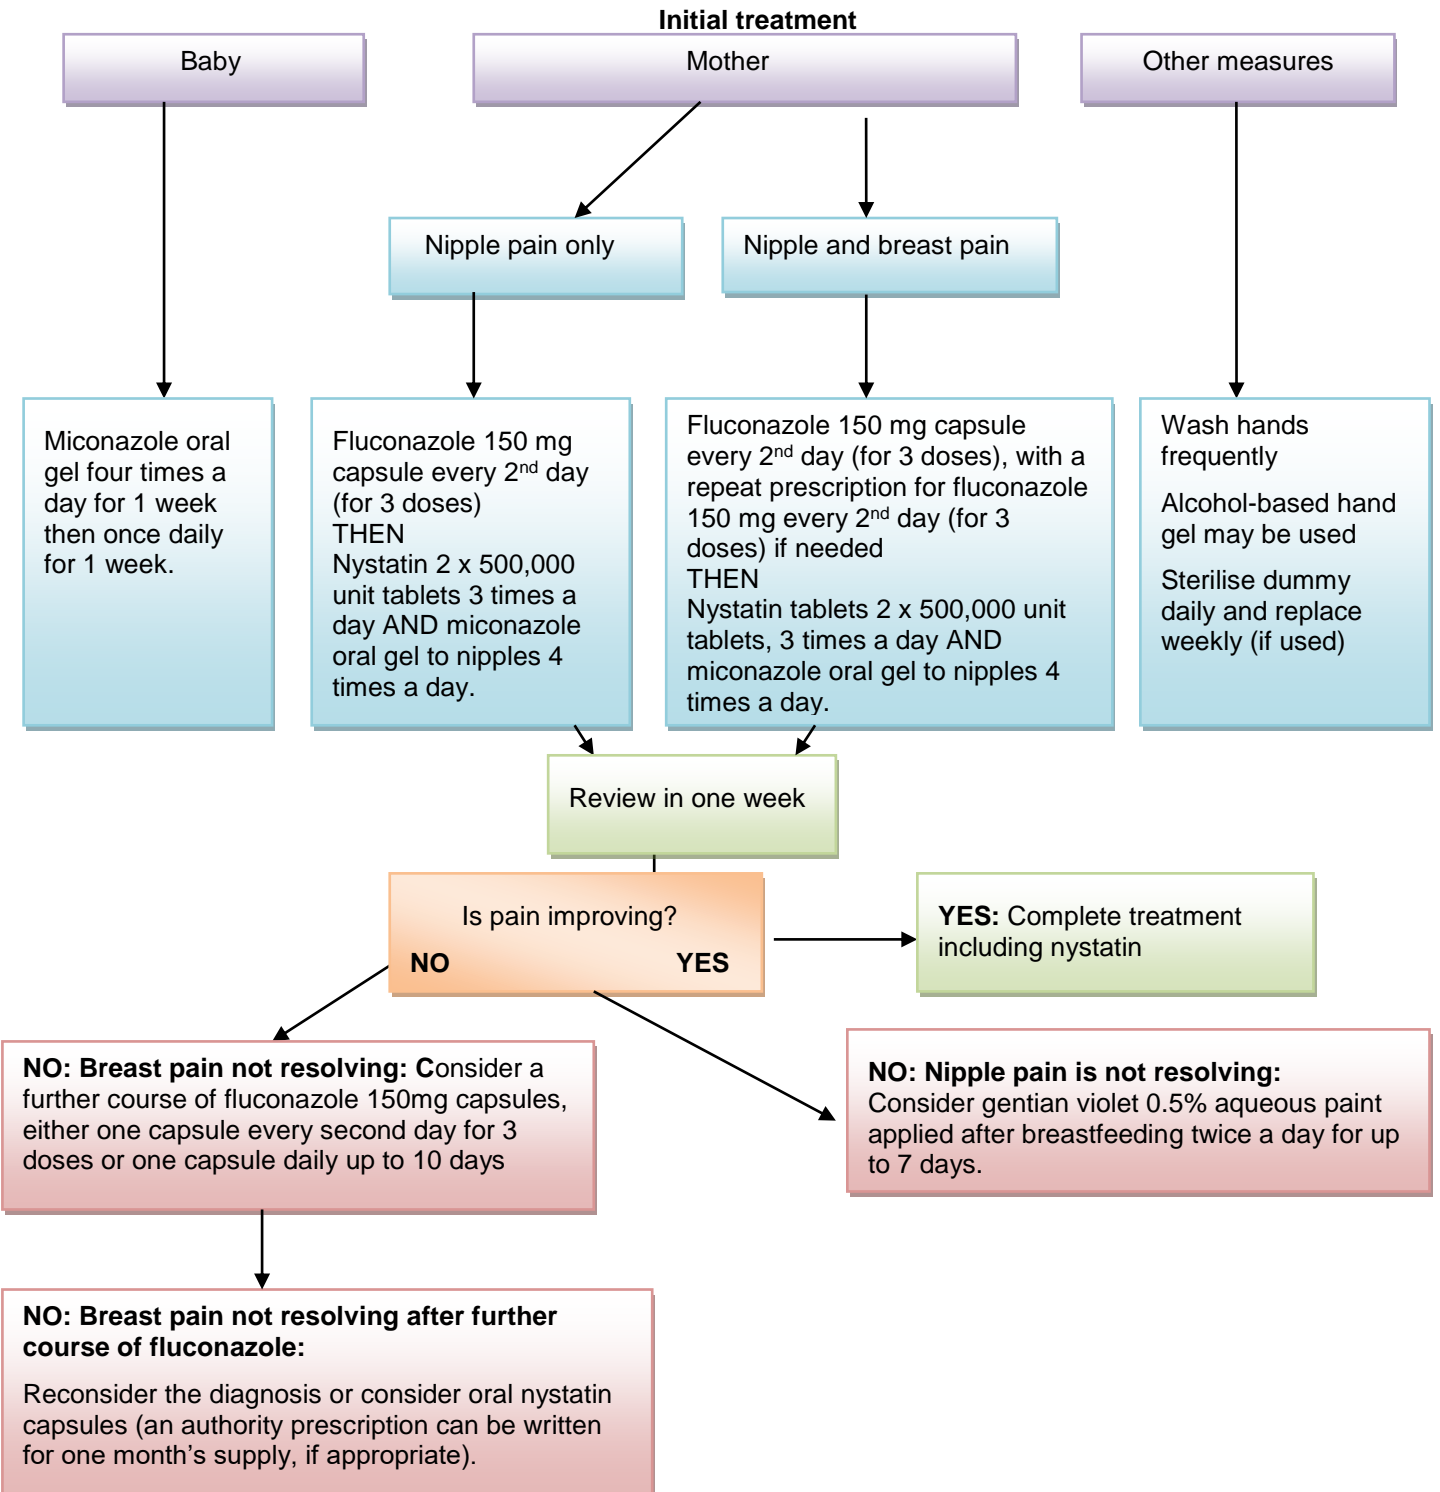 Initial treatment
Baby
Mother
Other measures
Nipple pain only
Nipple and breast pain
Miconazole oral
gel four times a
day for 1 week
then once daily
for 1 week.
Fluconazole 150 mg
capsule every 2nd day
(for 3 doses)
THEN
Nystatin 2 x 500,000
unit tablets 3 times a
day AND miconazole
oral gel to nipples 4
times a day.
Fluconazole 150 mg capsule
every 2nd day (for 3 doses), with a
repeat prescription for fluconazole
150 mg every 2nd day (for 3
doses) if needed
THEN
Nystatin tablets 2 x 500,000 unit
tablets, 3 times a day AND
miconazole oral gel to nipples 4
times a day.
Wash hands
frequently
Alcohol-based hand
gel may be used
Sterilise dummy
daily and replace
weekly (if used)
Review in one week
Is pain improving?
NO YES
YES: Complete treatment
including nystatin
NO: Breast pain not resolving: Consider a
further course of fluconazole 150mg capsules,
either one capsule every second day for 3
doses or one capsule daily up to 10 days
NO: Nipple pain is not resolving:
Consider gentian violet 0.5% aqueous paint
applied after breastfeeding twice a day for up
to 7 days.
NO: Breast pain not resolving after further
course of fluconazole:
Reconsider the diagnosis or consider oral nystatin
capsules (an authority prescription can be written
for one month's supply, if appropriate).